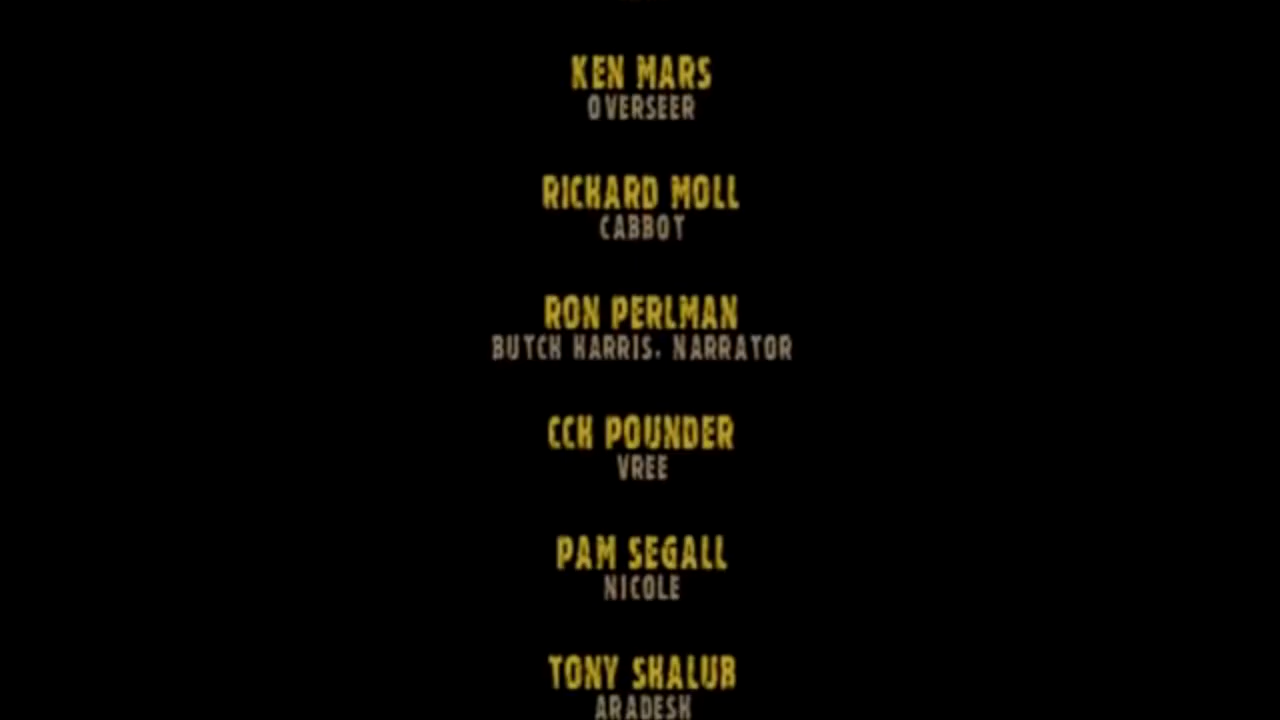 KEN MARS
OVERSEER
RICHARD MOLL
CABBOT
RON PERLMAN
BUTCH HARRIS, NARRATOR
CCH POUNDER
VREE
PAM SEGALL
NICOLE
TONY SHALUB
ARADESH